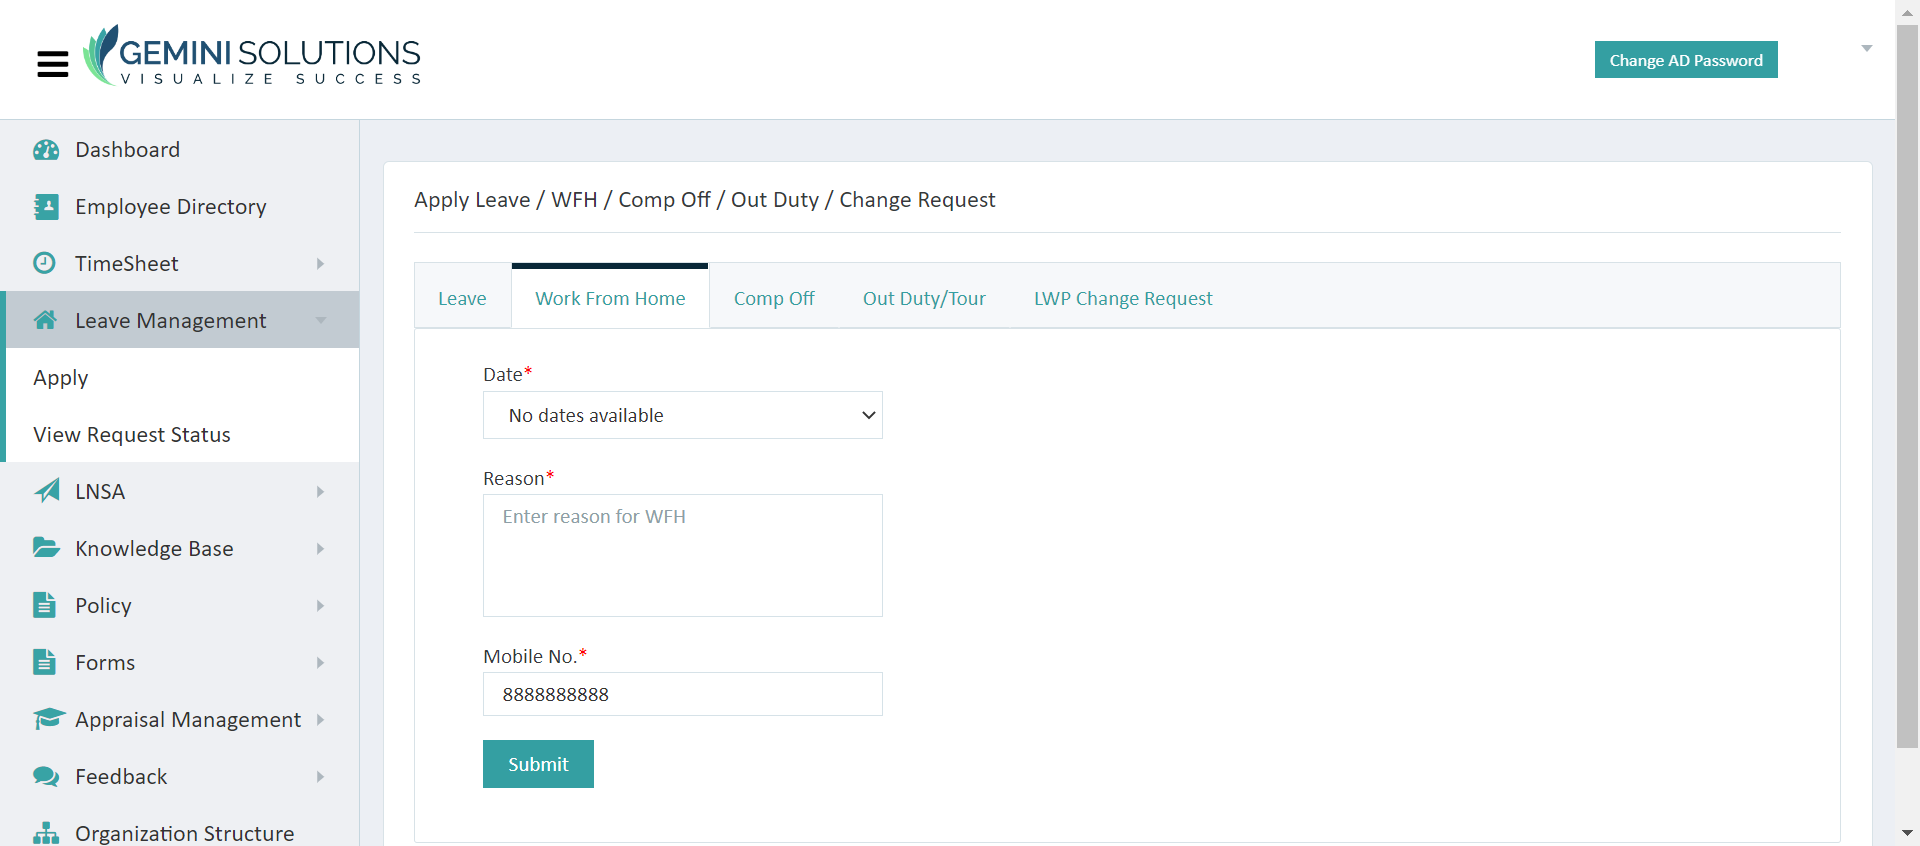 GEMINI SOLUTIONS
VISUALIZE SUCCESS
Change AD Password
Dashboard
Employee Directory
TimeSheet
Leave Management
Apply
View Request Status
LNSA
Knowledge Base
Policy
Forms
Appraisal Management
Feedback
Organization Structure
Apply Leave / WFH / Comp Off / Out Duty / Change Request
Leave Work From Home Comp Off Out Duty/Tour LWP Change Request
Date*
No dates available
Reason*
Enter reason for WFH
Mobile No.*
8888888888
Submit